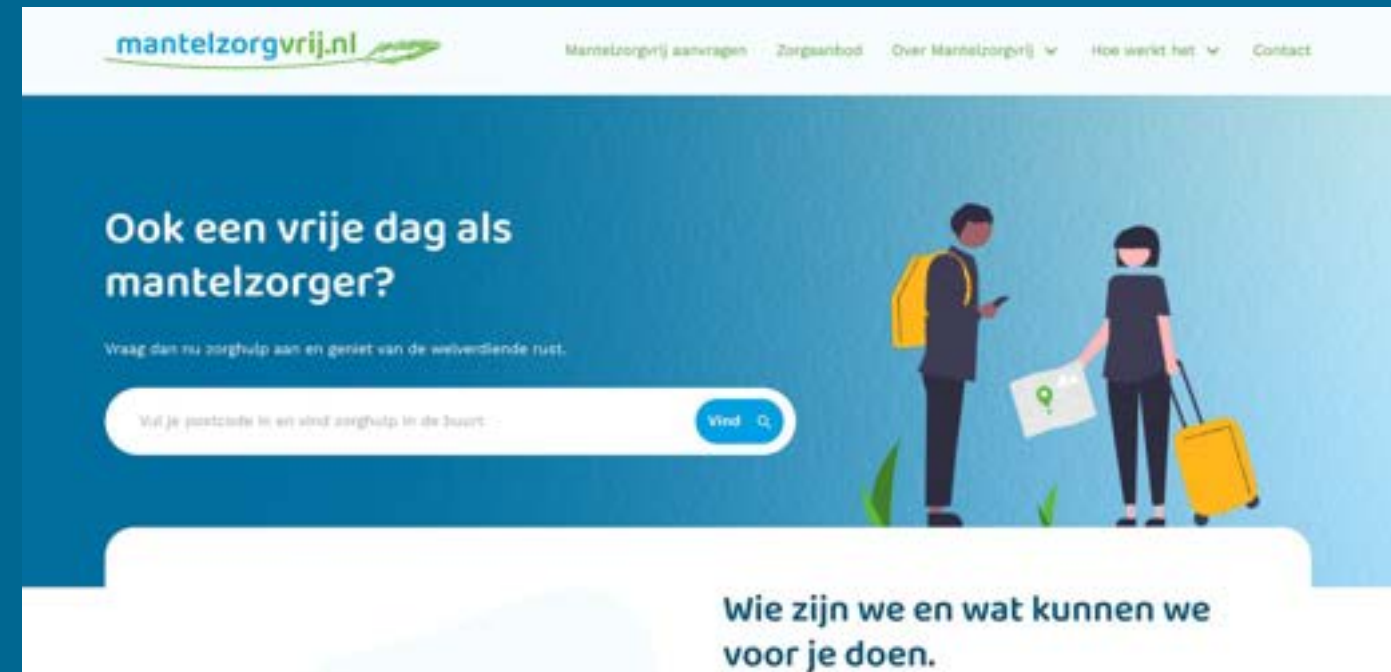 mantelzorgvrij.nl
Mantelzorgvrij aanvragen Zorgaanbod Over Mantelzorgvrij Hoe werkt het Contact
Ook een vrije dag als
mantelzorger?
Vraag dan nu zorghulp aan en geniet van de welverdiende rust.
Vul je postcode in en vind zorghulp in de buurt
Vind
Wie zijn we en wat kunnen we
voor je doen.